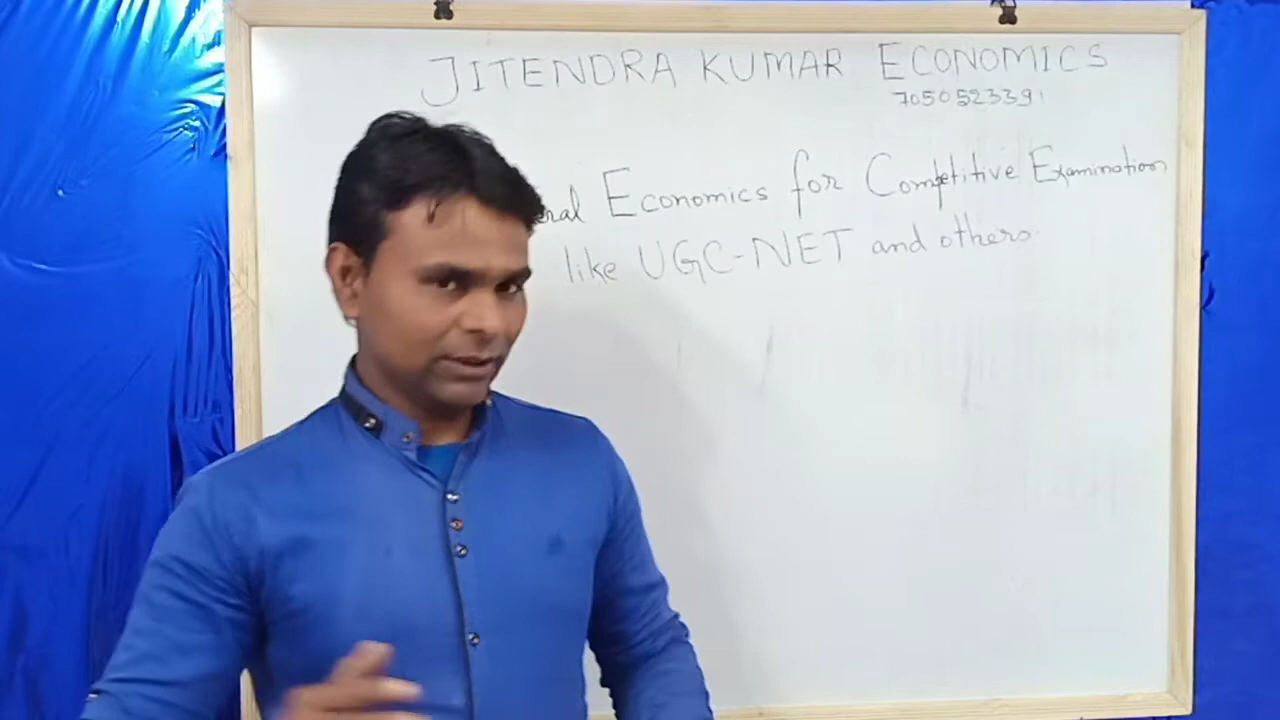 JITENDRA KUMAR ECONOMICS
7050523391
Economics for Competitive Examination
like UGC-NET and others.